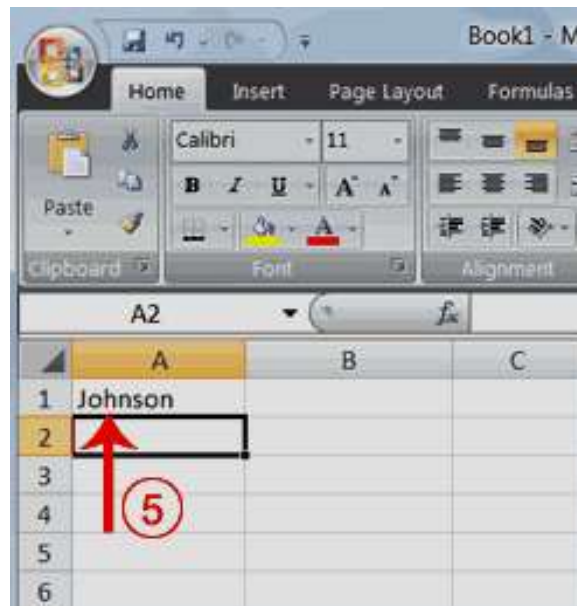 Book1 - M
Home Insert Page Layout Formulas
Calibri 11
B I U A A
Paste
A
Clipboard Font Alignment
A2 fx
A B C
1 Johnson
2
3
4
5
6
5